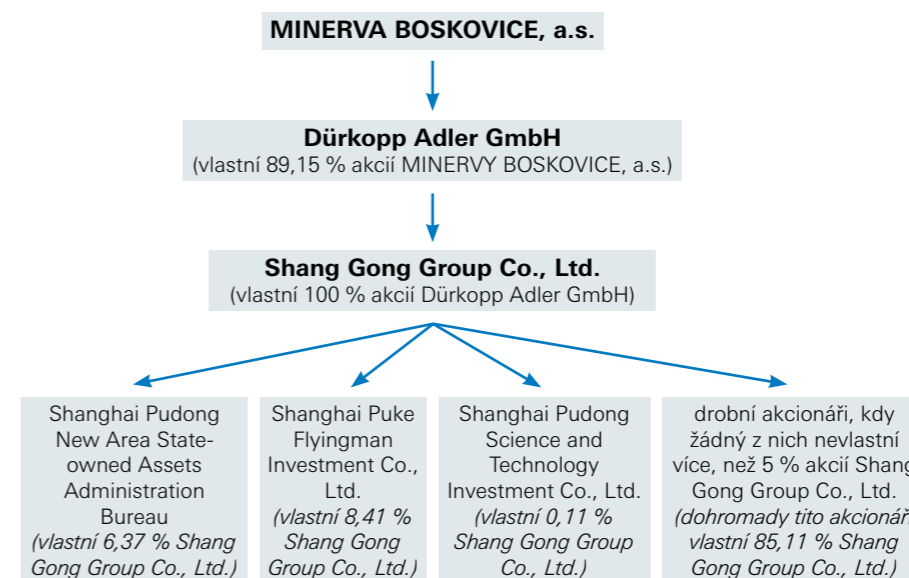 MINERVA BOSKOVICE, a.s.
Dürkopp Adler GmbH
(vlastní 89,15 % akcií MINERVY BOSKOVICE, a.s.)
Shang Gong Group Co., Ltd.
(vlastní 100 % akcií Dürkopp Adler GmbH)
Shanghai Pudong
New Area State-
owned Assets
Administration
Bureau
(vlastní 6,37 % Shang
Gong Group Co., Ltd.)
Shanghai Puke
Flyingman
Investment Co.,
Ltd.
(vlastní 8,41 %
Shang Gong
Group Co., Ltd.)
Shanghai Pudong
Science and
Technology
Investment Co., Ltd.
(vlastní 0,11 %
Shang Gong Group
Co., Ltd.)
drobní akcionáři, kdy
žádný z nich nevlastní
více, než 5 % akcií Shang
Gong Group Co., Ltd.
(dohromady tito akcionáři
vlastní 85,11 % Shang
Gong Group Co., Ltd.)